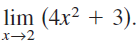 lim (4x² + 3).
x→2